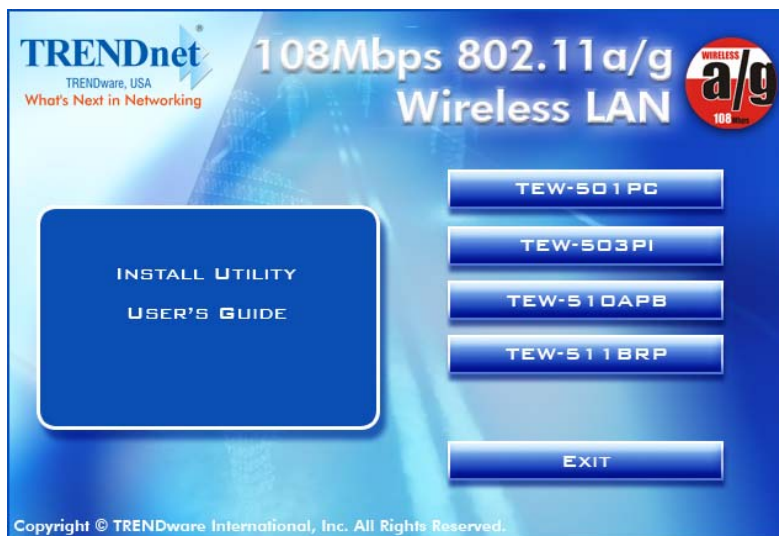 TRENDnet®
TRENDware, USA
What's Next in Networking
108Mbps 802.11a/g
Wireless LAN
WIRELESS
a/g
108Mbps
INSTALL UTILITY
USER'S GUIDE
TEW-501PC
TEW-503PI
TEW-510APB
TEW-511BRP
EXIT
Copyright © TRENDware International, Inc. All Rights Reserved.